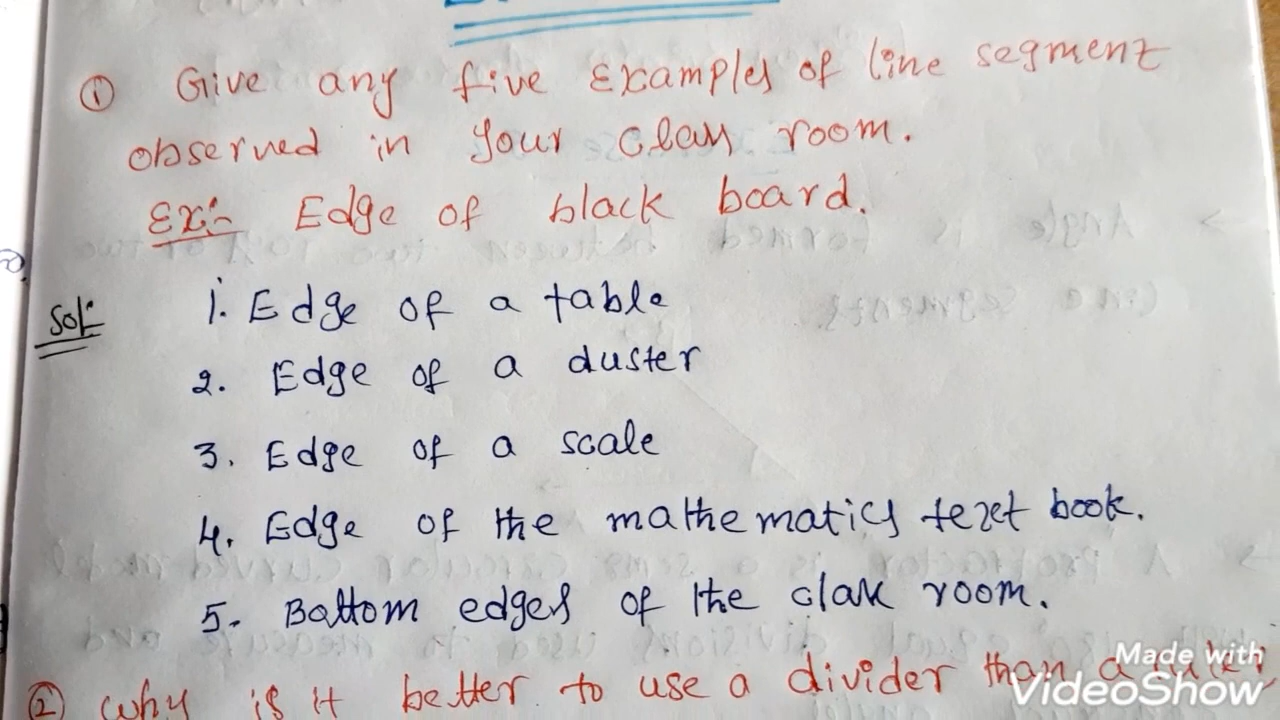 ① Give any five Examples of line segment
observed in your class room.
Ex:- Edge of black board.
Sol:-
1. Edge of a table
2. Edge of a duster
3. Edge of a scale
4. Edge of the mathematics text book.
5. Bottom edges of the class room.
② why is it better to use a divider than a
Made with
VideoShow